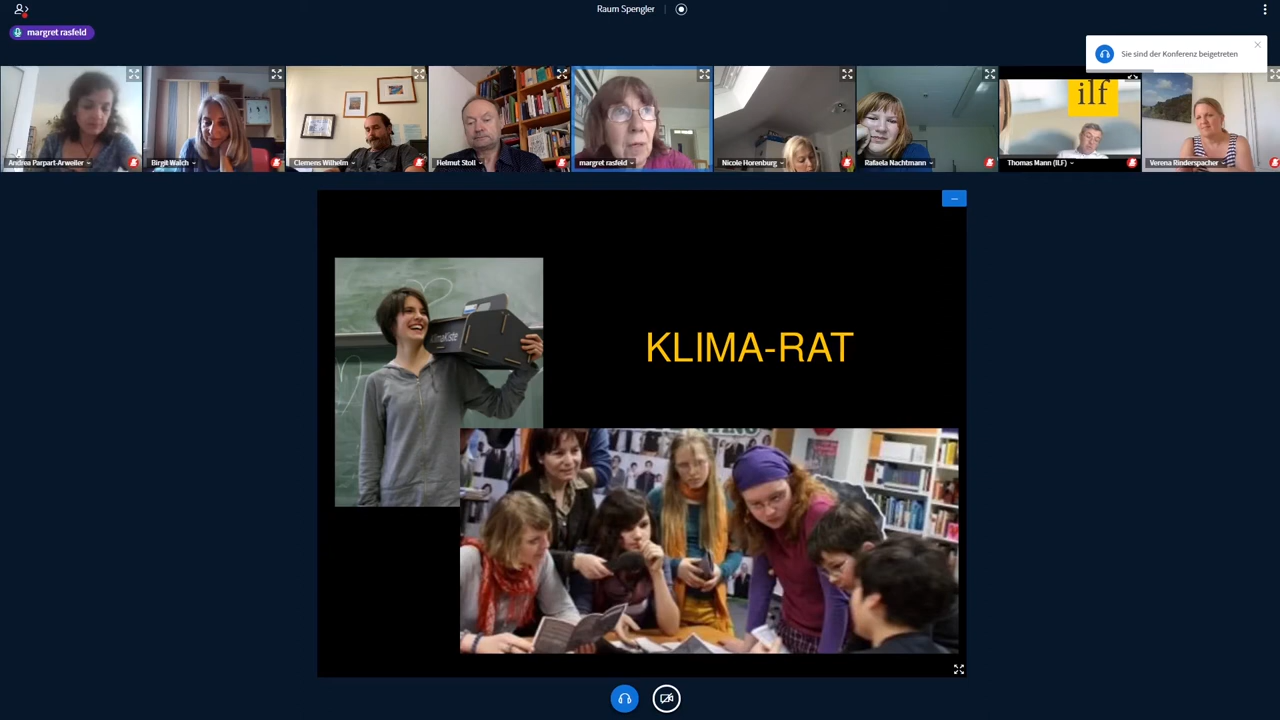 Raum Spengler
margret rasfeld
Sie sind der Konferenz beigetreten
ilf
Andrea Parpart-Arweiler
Birgit Walch
Clemens Wilhelm
Helmut Stoll
margret rasfeld
Nicole Horenburg
Rafaela Nachtmann
Thomas Mann (ILF)
Verena Rinderspacher
KlimaKiste
KLIMA-RAT